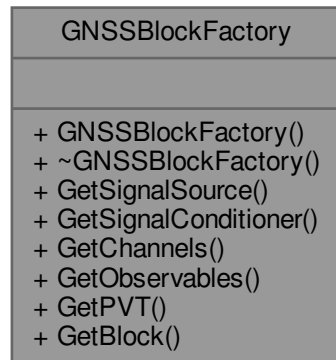 GNSSBlockFactory
+ GNSSBlockFactory()
+ ~GNSSBlockFactory()
+ GetSignalSource()
+ GetSignalConditioner()
+ GetChannels()
+ GetObservables()
+ GetPVT()
+ GetBlock()